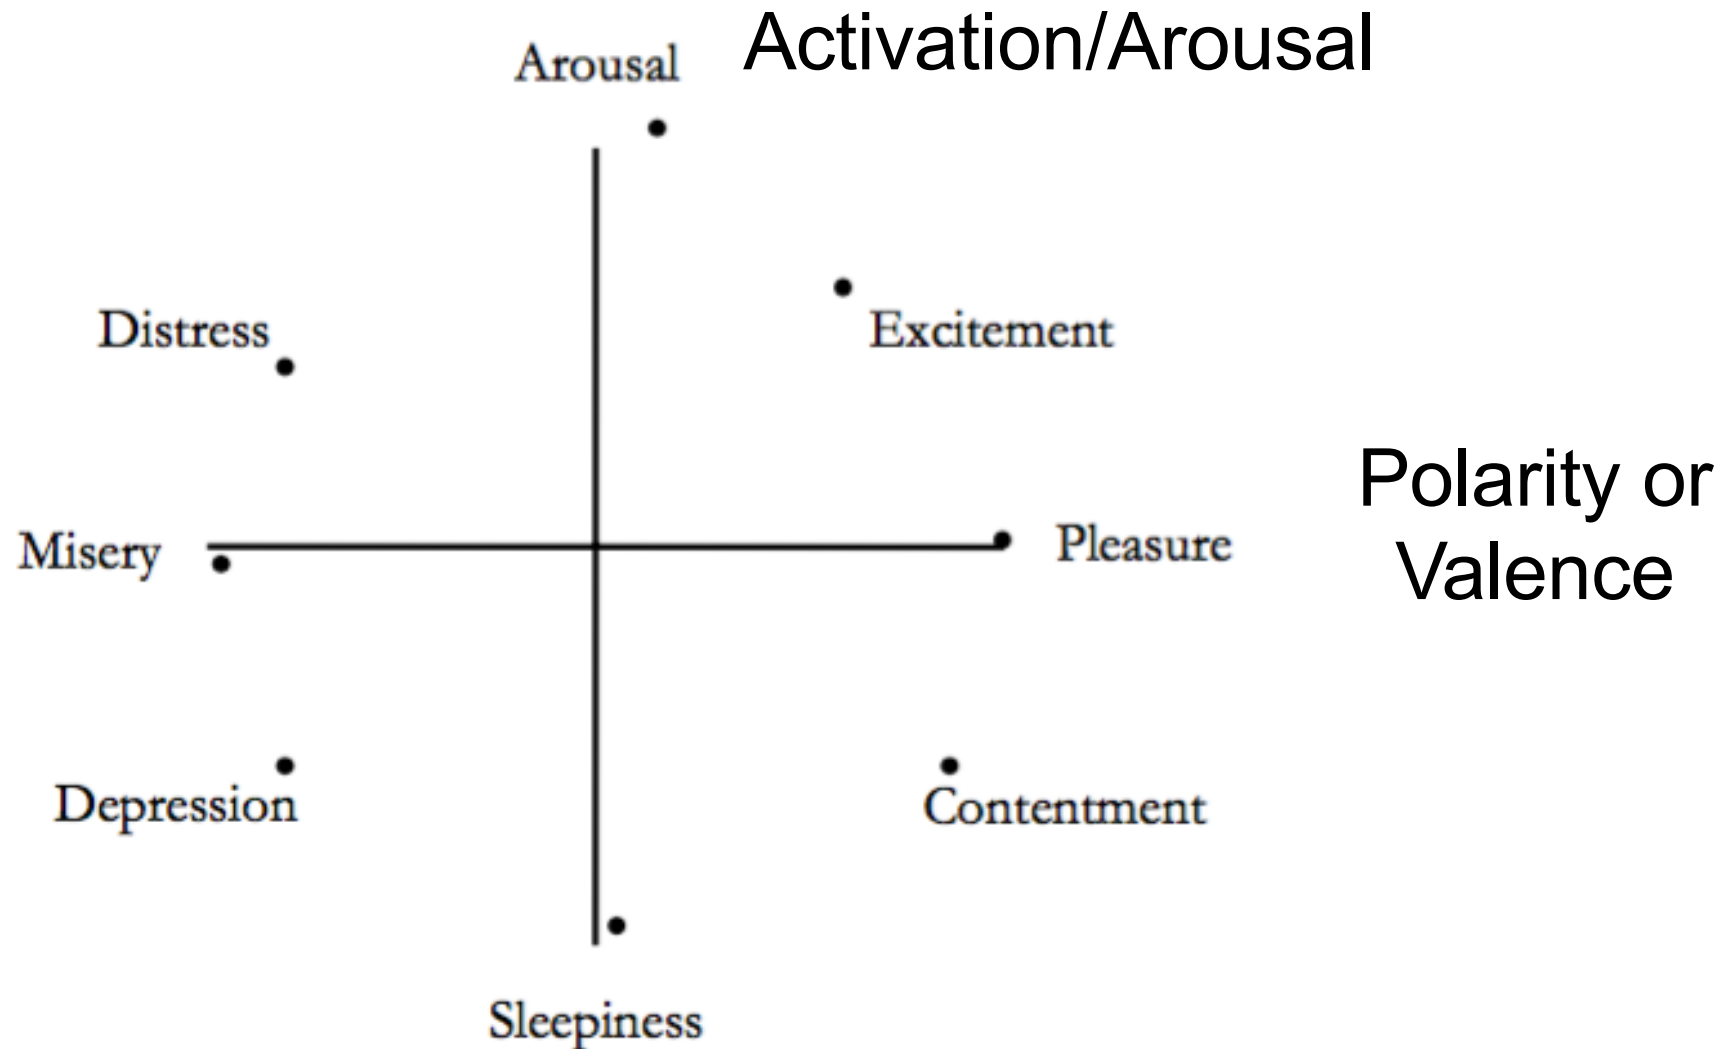 Activation/Arousal
Arousal
Distress
Excitement
Polarity or
Valence
Misery
Pleasure
Depression
Contentment
Sleepiness